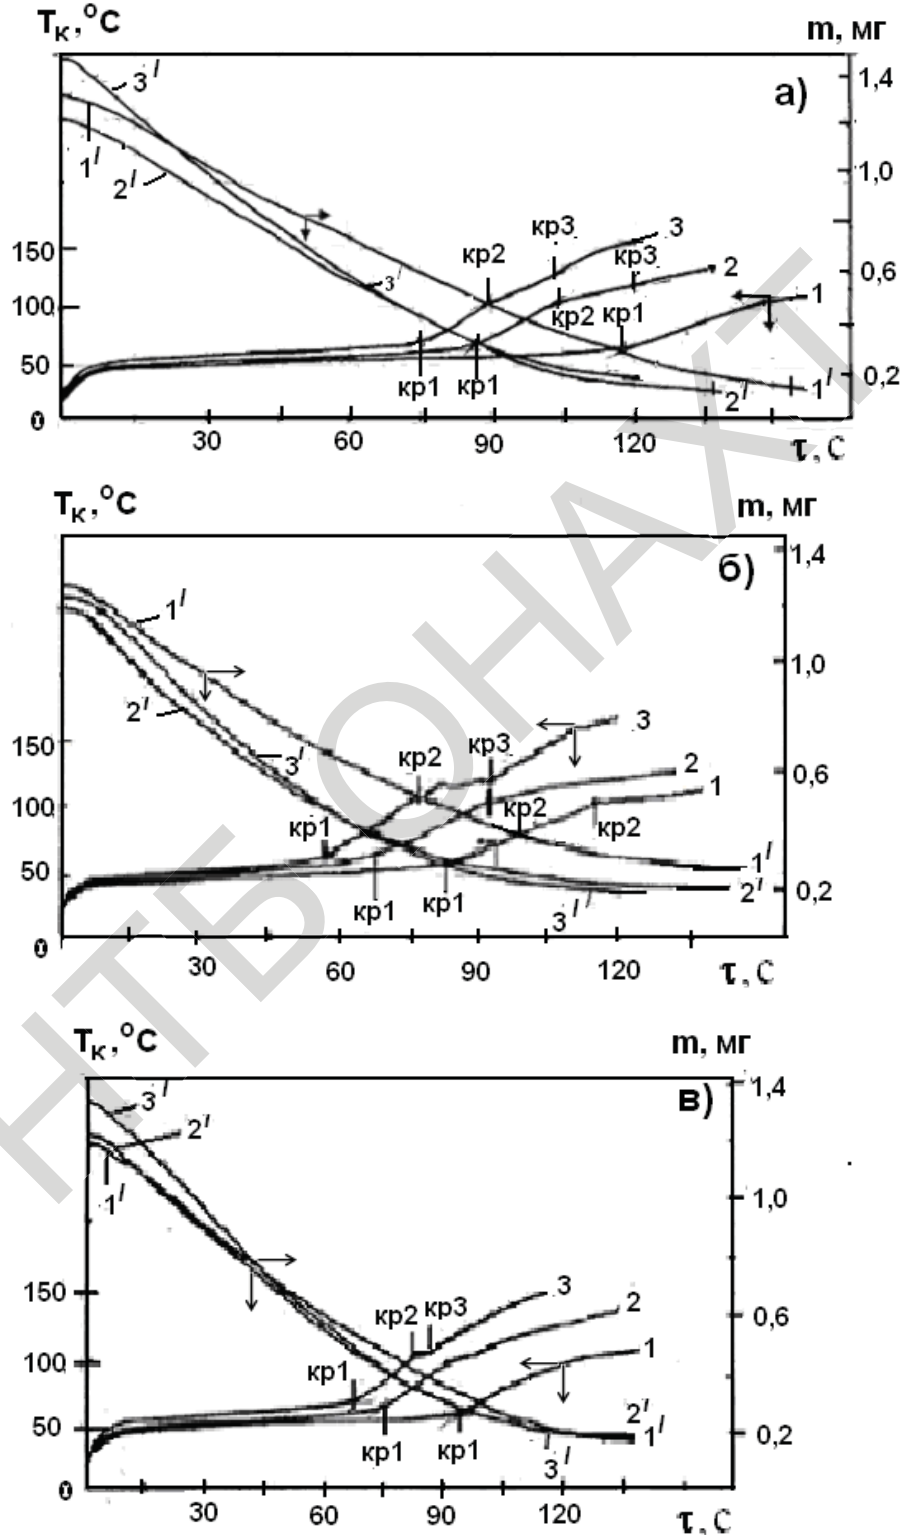 Tк,°C
m, мг
а)
3/
1/
2/
1,4
1,0
кр2
кр3
3
150
3/
кр3
2
0,6
100
1
кр2
кр1
50
кр1
кр1
0,2
2/
1/
0
30
60
90
120
τ, с
Tк,°C
m, мг
б)
1,4
1/
1,0
2/
3/
кр2
кр3
3
150
2
0,6
1
100
кр1
кр2
кр2
50
1/
кр1
кр1
2/
0,2
3/
0
30
60
90
120
τ, с
Tк,°C
m, мг
в)
1,4
3/
2/
1/
1,0
150
3
кр2
кр3
2
0,6
100
1
кр1
50
2/
1/
0,2
кр1
кр1
3/
0
30
60
90
120
τ, с
НТБ ОНАХТ